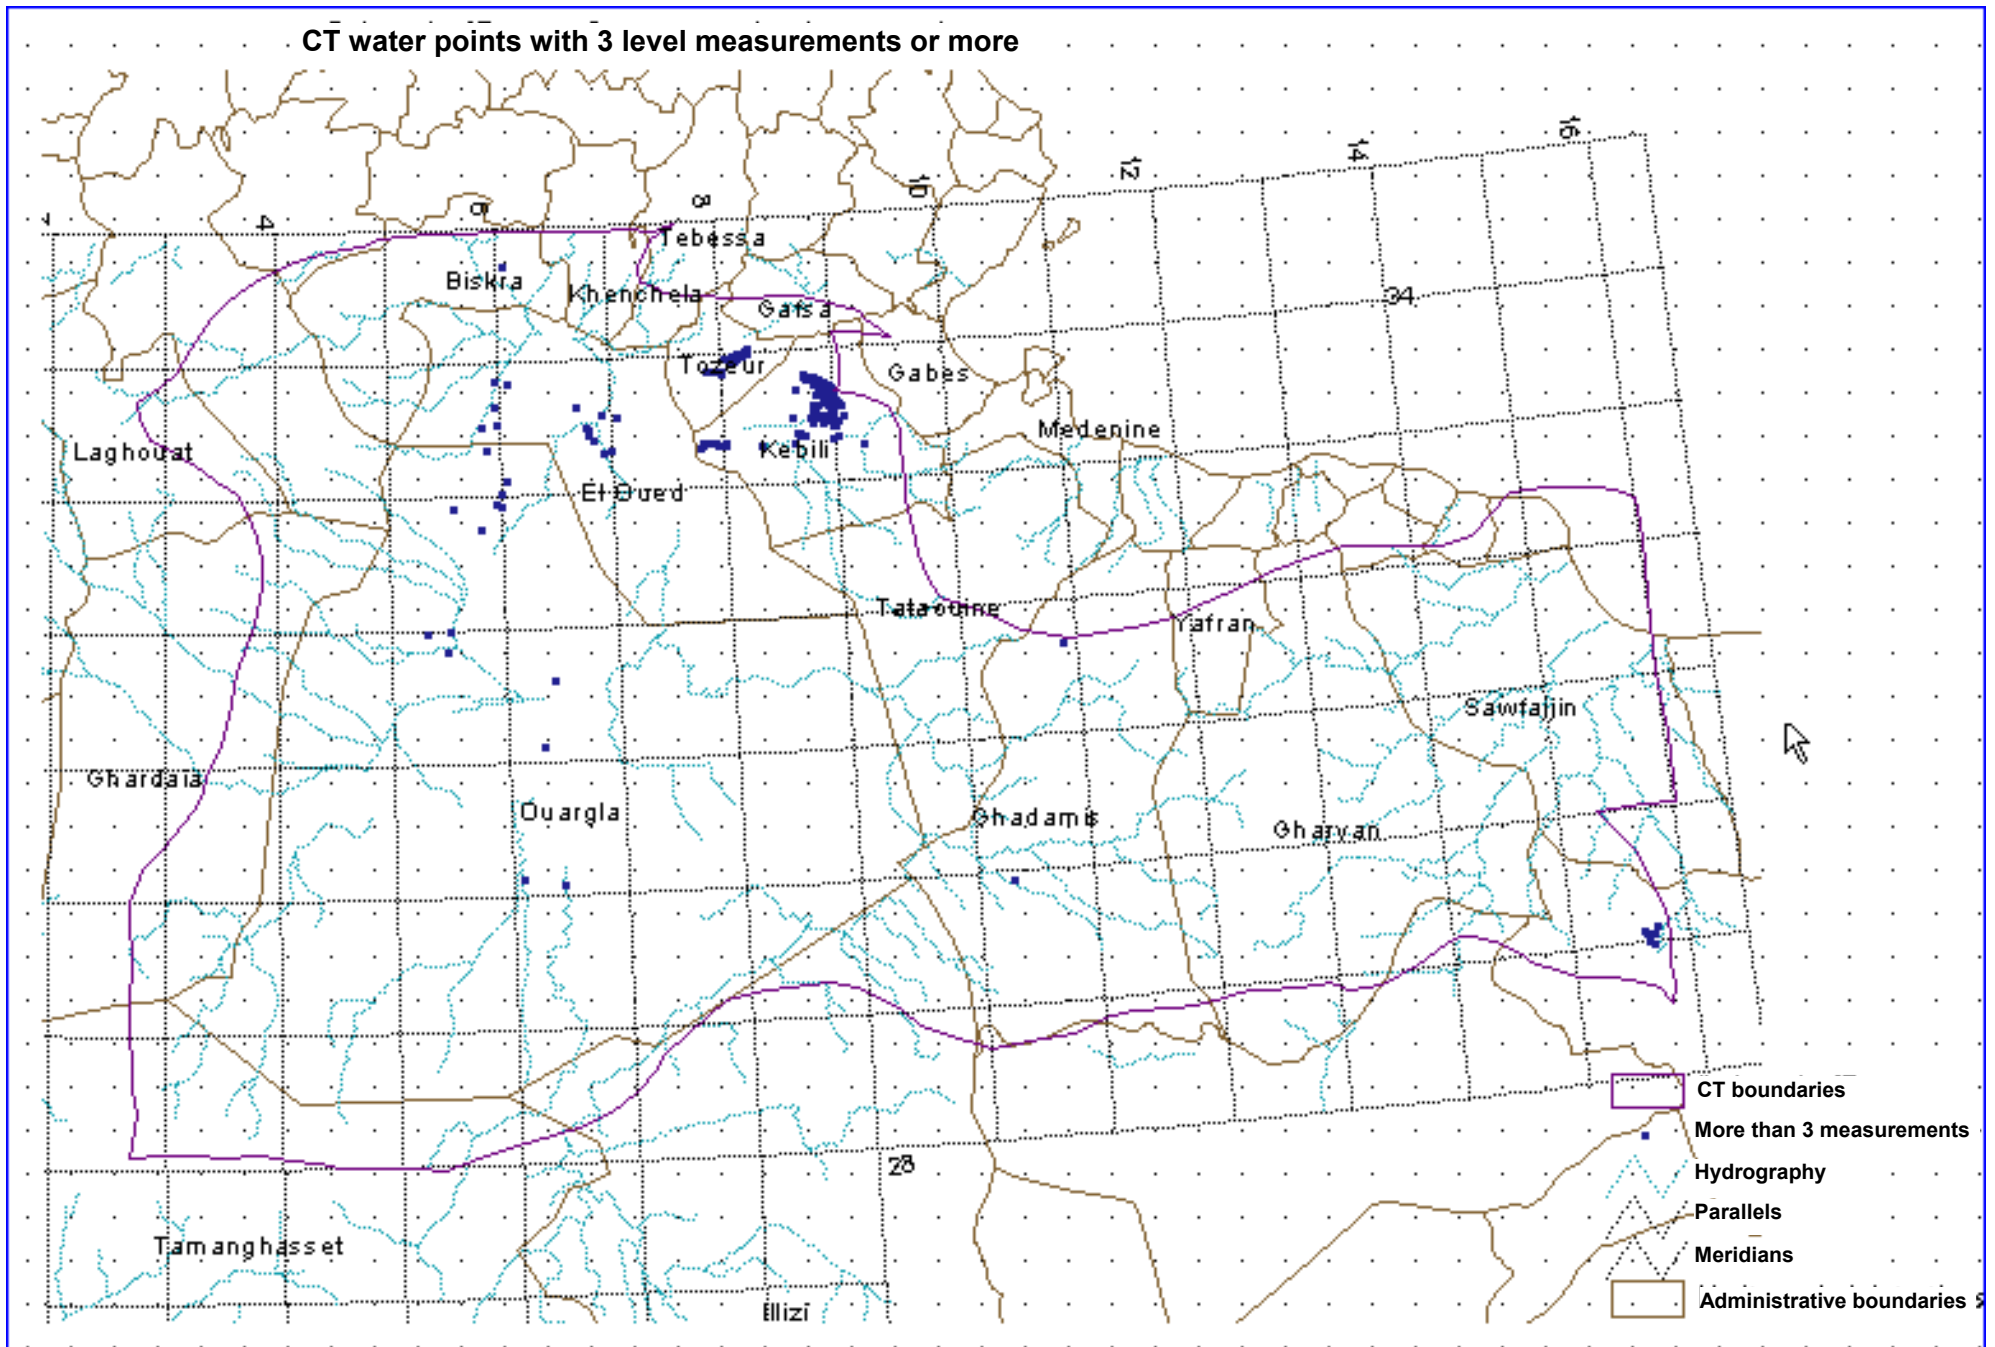 CT water points with 3 level measurements or more
16
14
12
10
8
6
4
Tebessa
Biskra
Khenchela
34
Gafsa
Tozeur
Gabes
Medenine
Laghouat
Kebili
El Oued
Tataouine
Yafran
Sawfajjin
Ghardaia
Ouargla
Ghadamis
Gharyan
CT boundaries
More than 3 measurements
28
Hydrography
Parallels
Tamanghasset
Meridians
Illizi
Administrative boundaries